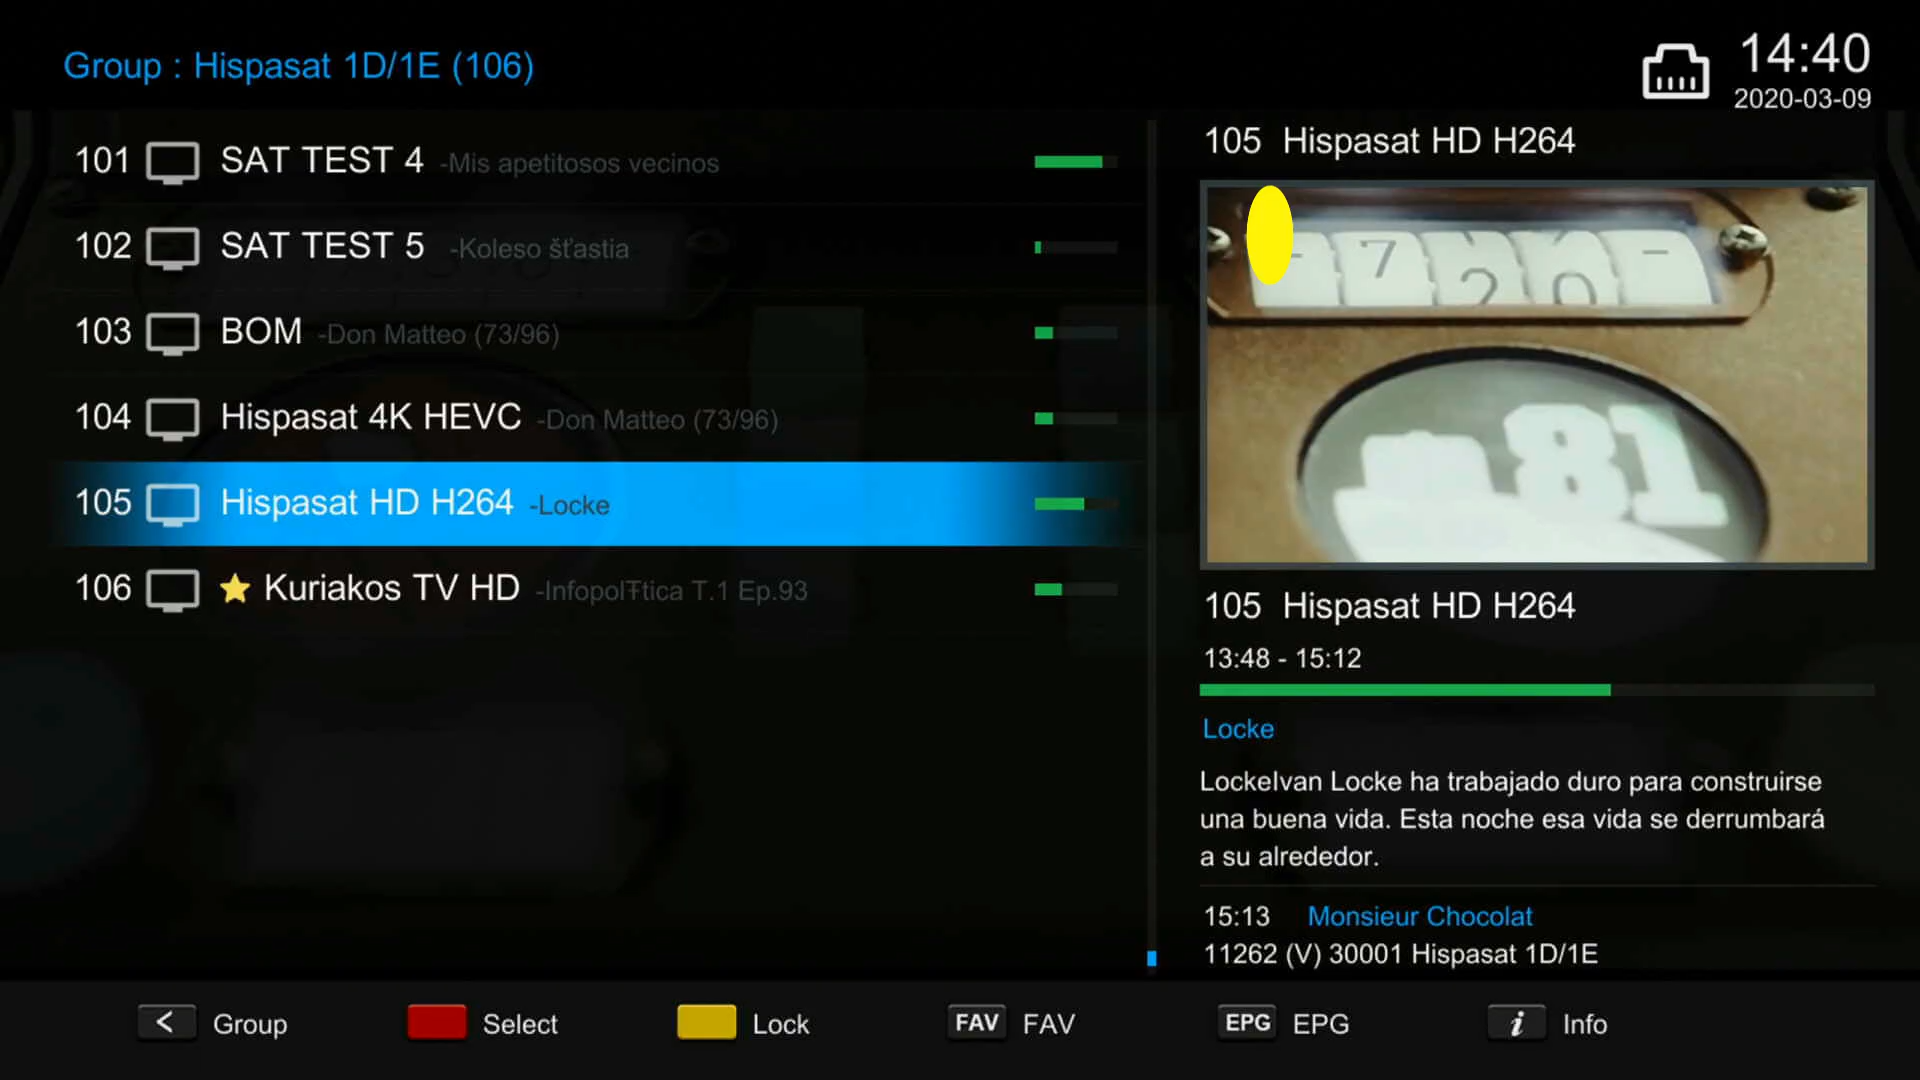 Group : Hispasat 1D/1E (106)
14:40
2020-03-09
101 SAT TEST 4 -Mis apetitosos vecinos
102 SAT TEST 5 -Koleso šťastia
103 BOM -Don Matteo (73/96)
104 Hispasat 4K HEVC -Don Matteo (73/96)
105 Hispasat HD H264 -Locke
106 Kuriakos TV HD -InfopolŦtica T.1 Ep.93
105 Hispasat HD H264
- 7 2 0 -
81
105 Hispasat HD H264
13:48 - 15:12
Locke
LockeIvan Locke ha trabajado duro para construirse
una buena vida. Esta noche esa vida se derrumbará
a su alrededor.
15:13 Monsieur Chocolat
11262 (V) 30001 Hispasat 1D/1E
< Group Select Lock FAV FAV EPG EPG i Info